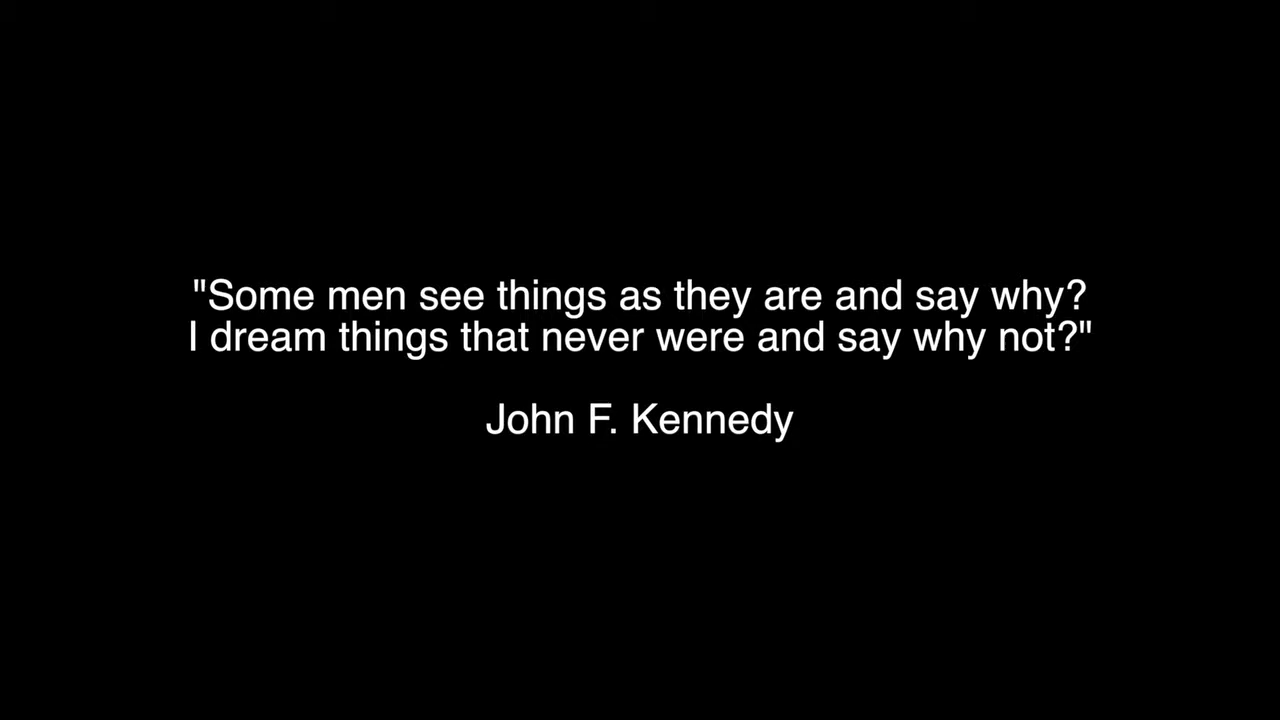 "Some men see things as they are and say why?
I dream things that never were and say why not?"
John F. Kennedy